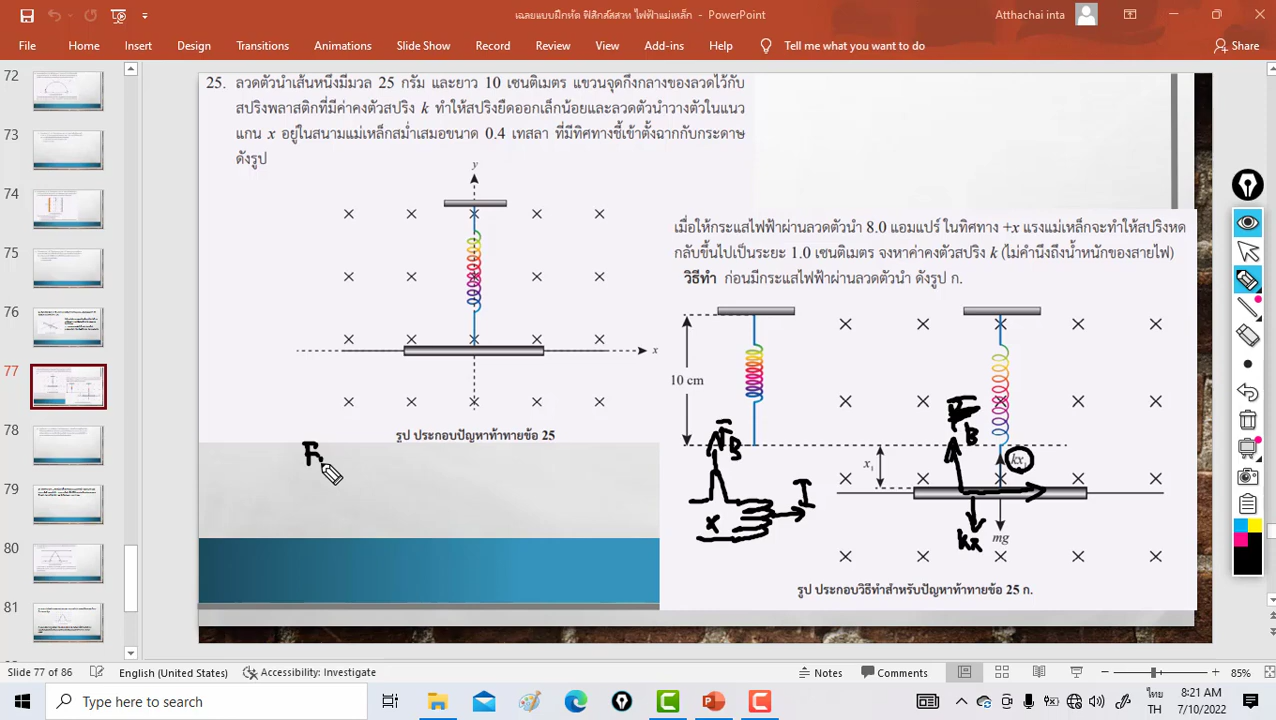 เฉลยแบบฝึกหัด ฟิสิกส์สสวท ไฟฟ้าแม่เหล็ก - PowerPoint
Atthachai inta
File Home Insert Design Transitions Animations Slide Show Record Review View Add-ins Help Tell me what you want to do Share
72
73
74
75
76
77
78
79
80
81
25. ลวดตัวนำเส้นหนึ่งมีมวล 25 กรัม และยาว 10 เซนติเมตร แขวนจุดกึ่งกลางของลวดไว้กับ
สปริงพลาสติกที่มีค่าคงตัวสปริง k ทำให้สปริงยืดออกเล็กน้อยและลวดตัวนำวางตัวในแนว
แกน x อยู่ในสนามแม่เหล็กสม่ำเสมอขนาด 0.4 เทสลา ที่มีทิศทางชี้เข้าตั้งฉากกับกระดาษ
ดังรูป
y
x
รูป ประกอบปัญหาท้าทายข้อ 25
F
เมื่อให้กระแสไฟฟ้าผ่านลวดตัวนำ 8.0 แอมแปร์ ในทิศทาง +x แรงแม่เหล็กจะทำให้สปริงหด
กลับขึ้นไปเป็นระยะ 1.0 เซนติเมตร จงหาค่าคงตัวสปริง k (ไม่คำนึงถึงน้ำหนักของสายไฟ)
วิธีทำ ก่อนมีกระแสไฟฟ้าผ่านลวดตัวนำ ดังรูป ก.
10 cm
B
B
x₁
kx₁
I
x
kx
mg
รูป ประกอบวิธีทำสำหรับปัญหาท้าทายข้อ 25 ก.
Slide 77 of 86 English (United States) Accessibility: Investigate Notes Comments 85%
Type here to search
ไทย
TH
8:21 AM
7/10/2022